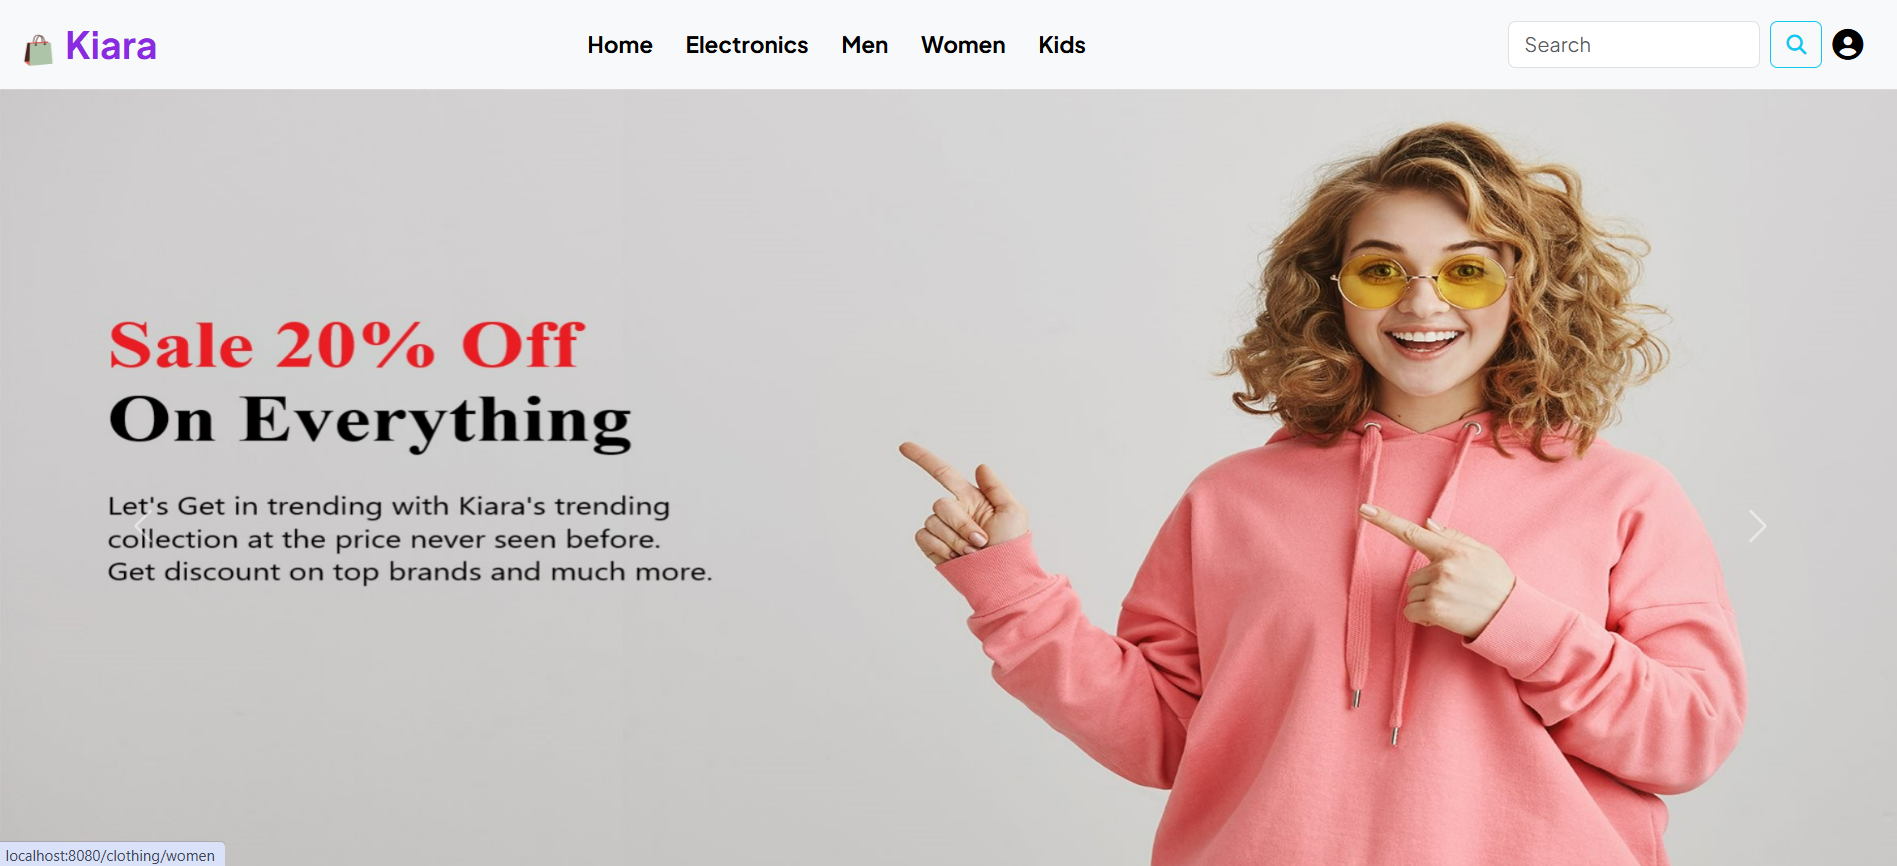 Kiara
Home Electronics Men Women Kids
Search
Sale 20% Off
On Everything
Let's Get in trending with Kiara's trending
collection at the price never seen before.
Get discount on top brands and much more.
localhost:8080/clothing/women